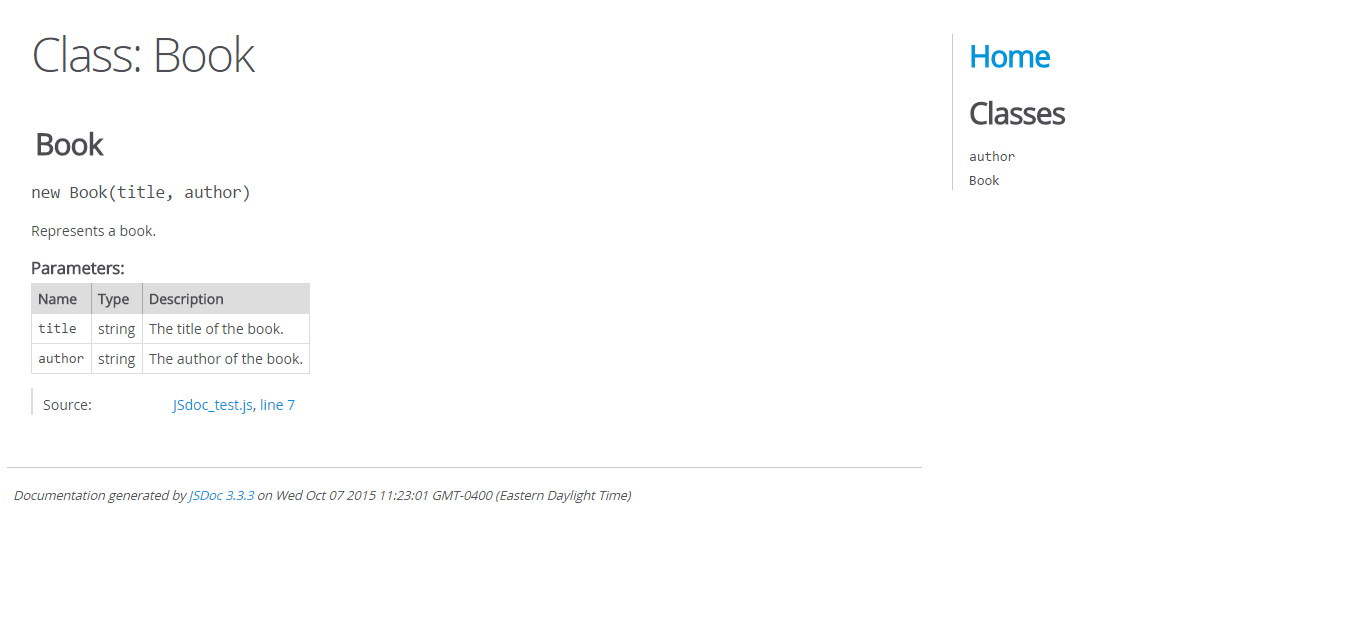 Class: Book
Book
new Book(title, author)
Represents a book.
Parameters:
Name Type Description
title string The title of the book.
author string The author of the book.
Source: JSdoc_test.js, line 7
Documentation generated by JSDoc 3.3.3 on Wed Oct 07 2015 11:23:01 GMT-0400 (Eastern Daylight Time)
Home
Classes
author
Book